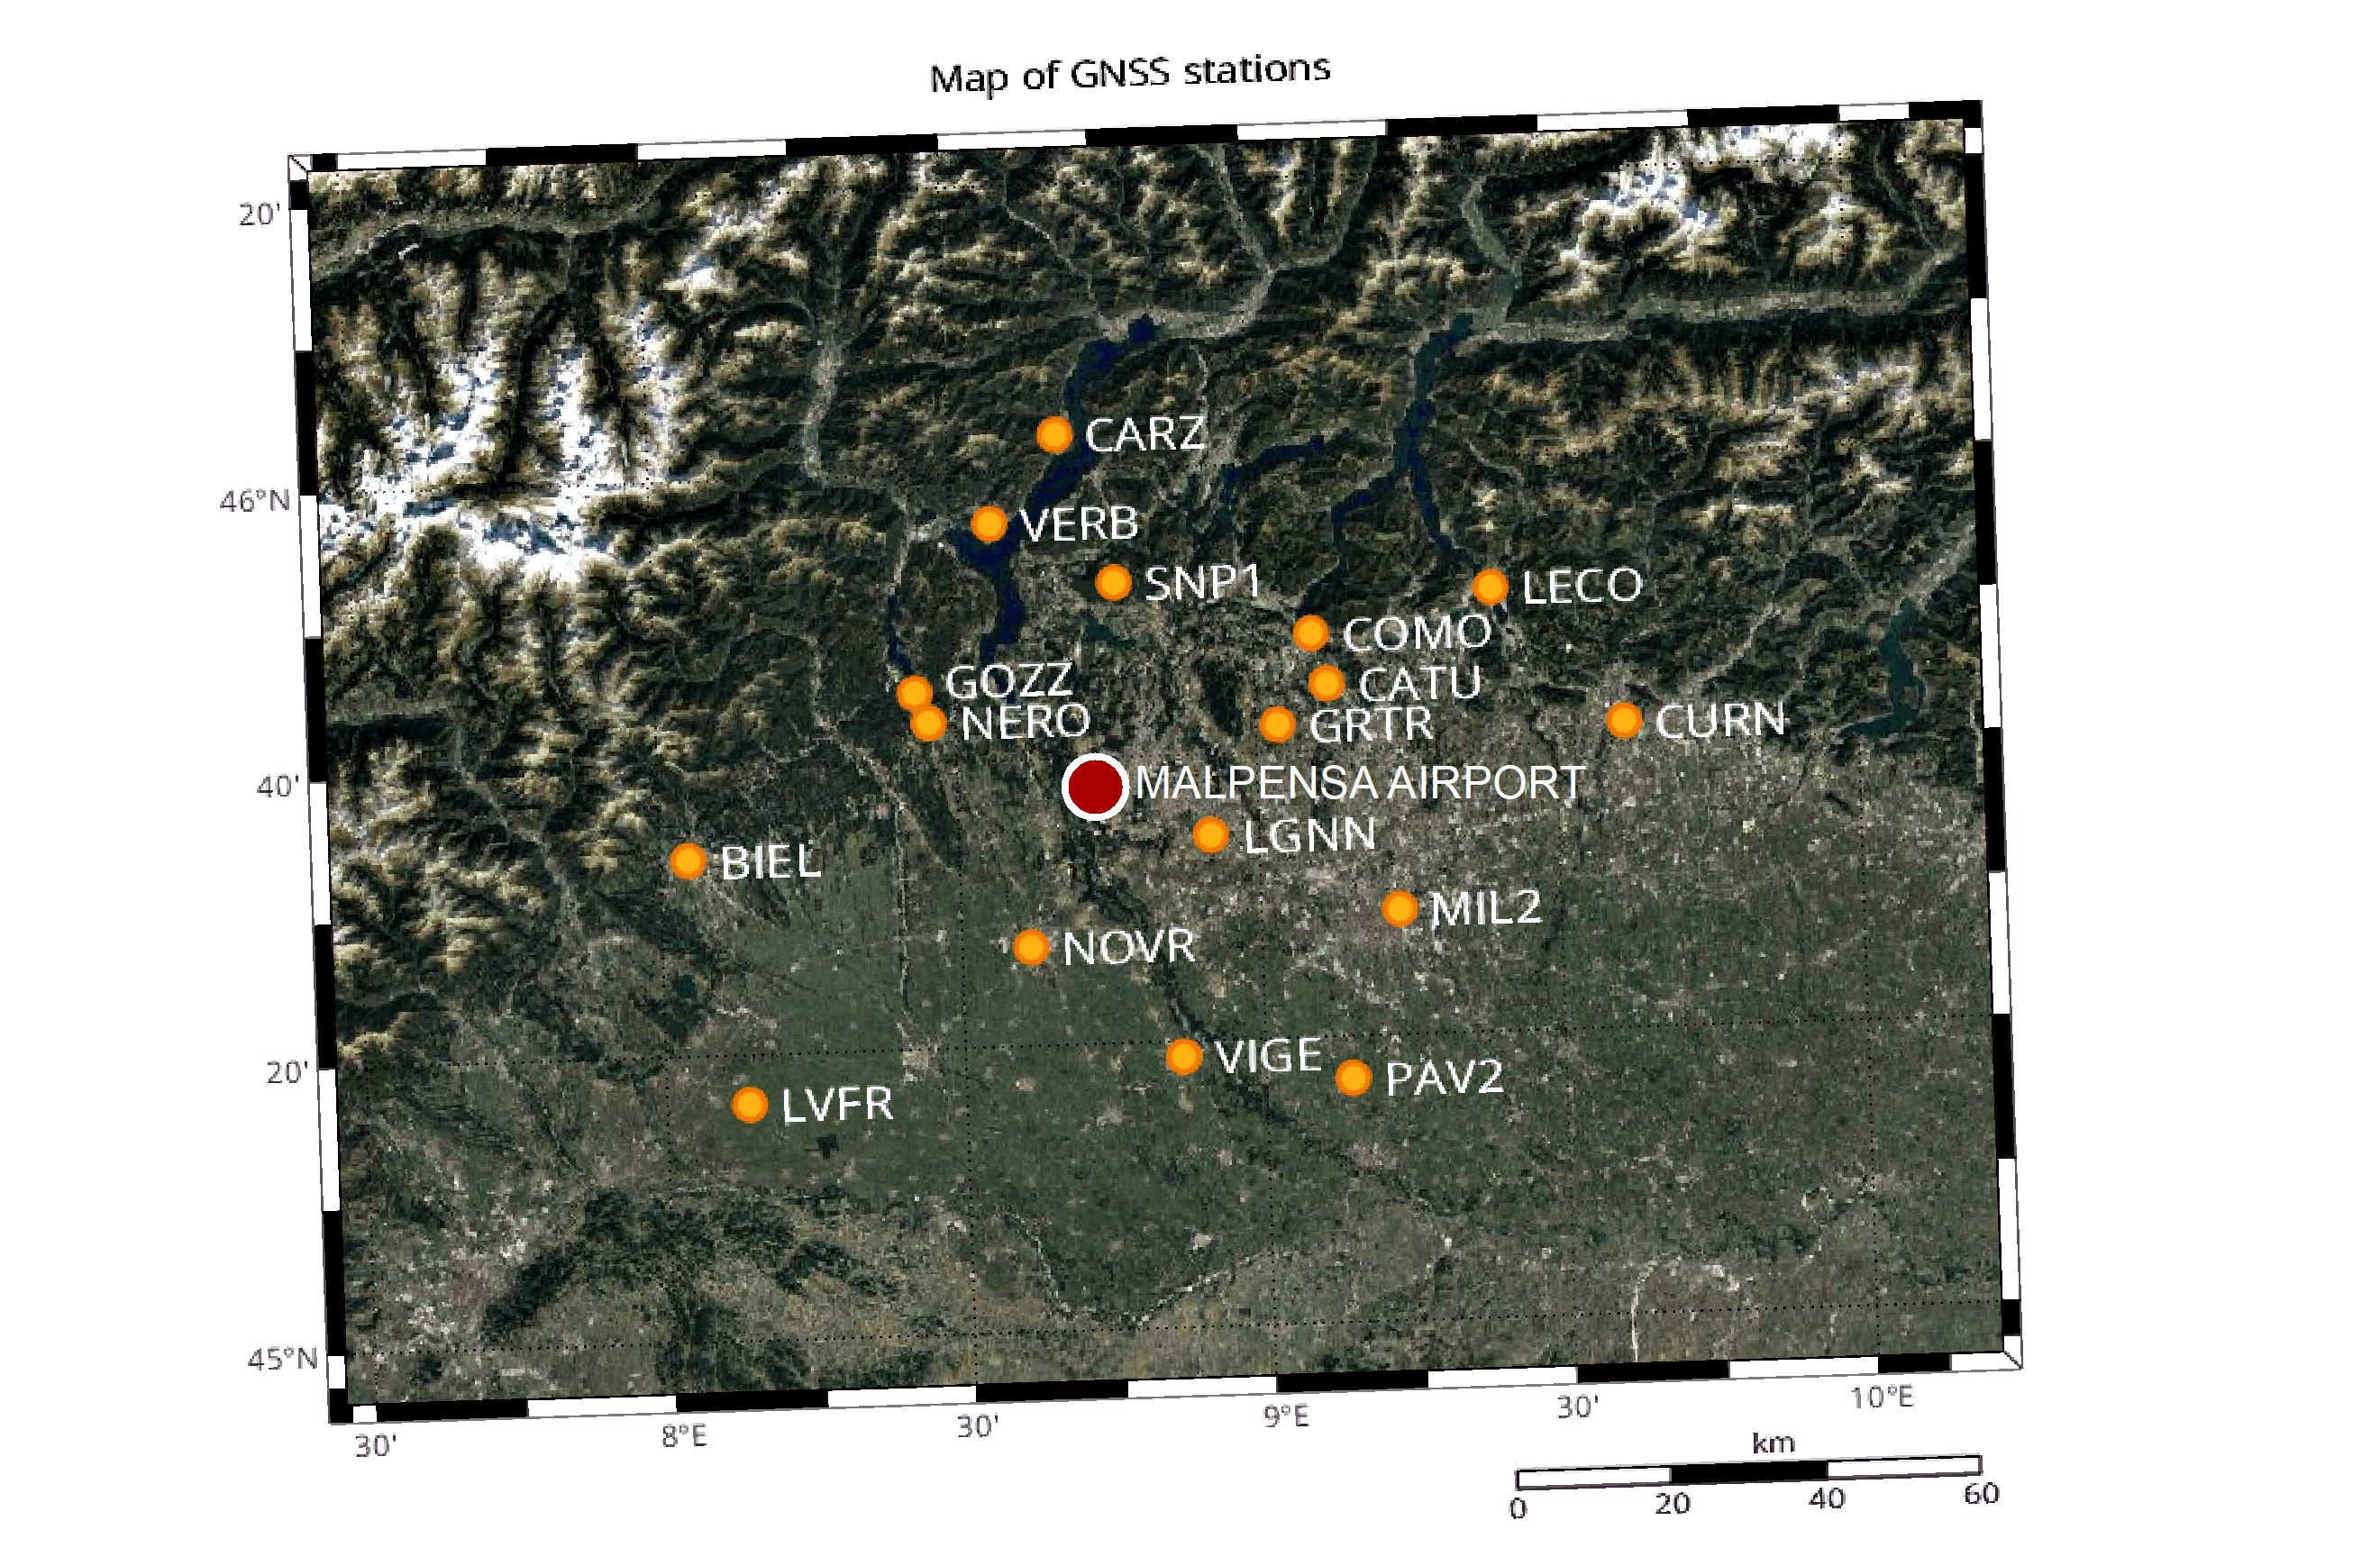 Map of GNSS stations
20'
CARZ
46°N
VERB
SNP1
LECO
COMO
GOZZ
CATU
NERO
GRTR
CURN
40'
MALPENSA AIRPORT
LGNN
BIEL
MIL2
NOVR
20'
VIGE
PAV2
LVFR
45°N
30'
8°E
30'
9°E
30'
10°E
km
0
20
40
60